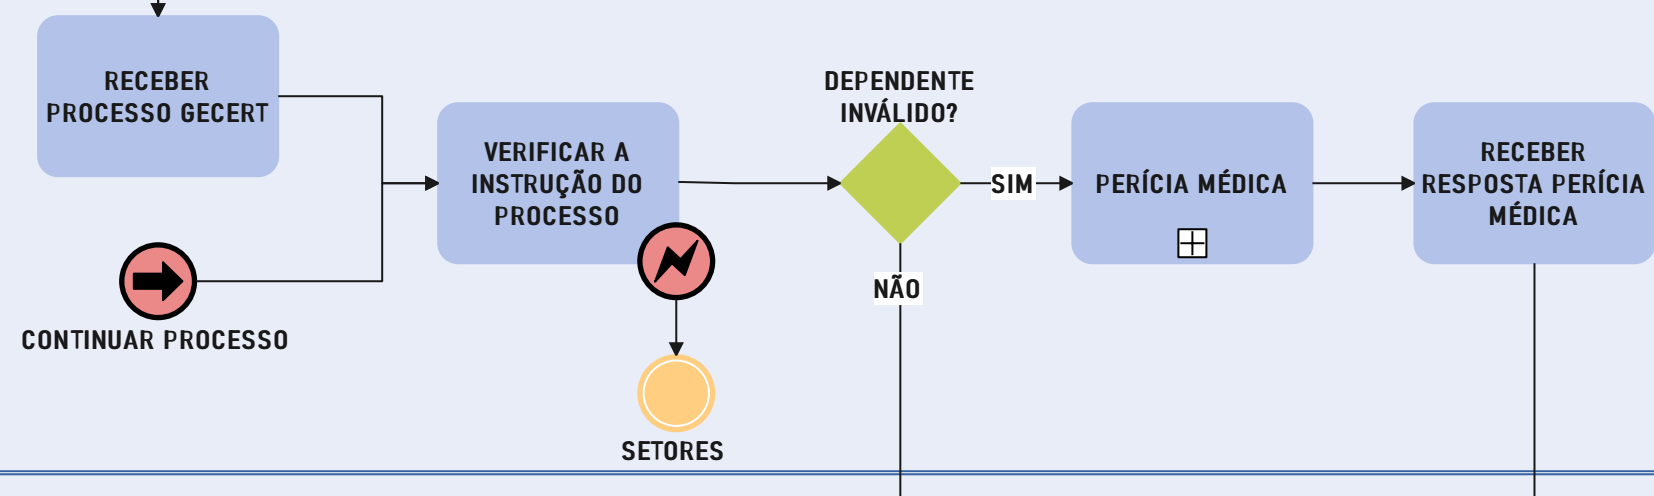 RECEBER
PROCESSO GECERT
CONTINUAR PROCESSO
VERIFICAR A
INSTRUÇÃO DO
PROCESSO
SETORES
DEPENDENTE
INVÁLIDO?
SIM
NÃO
PERÍCIA MÉDICA
RECEBER
RESPOSTA PERÍCIA
MÉDICA